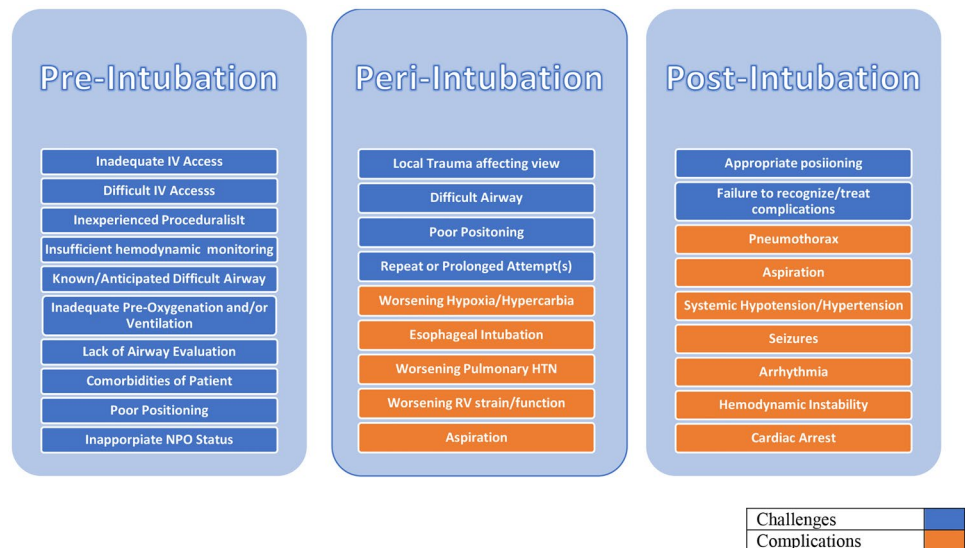 Pre-Intubation
Inadequate IV Access
Difficult IV Accesss
Inexperienced Proceduralislt
Insufficient hemodynamic monitoring
Known/Anticipated Difficult Airway
Inadequate Pre-Oxygenation and/or
Ventilation
Lack of Airway Evaluation
Comorbidities of Patient
Poor Positioning
Inapporpiate NPO Status
Peri-Intubation
Local Trauma affecting view
Difficult Airway
Poor Positoning
Repeat or Prolonged Attempt(s)
Worsening Hypoxia/Hypercarbia
Esophageal Intubation
Worsening Pulmonary HTN
Worsening RV strain/function
Aspiration
Post-Intubation
Appropriate posiioning
Failure to recognize/treat
complications
Pneumothorax
Aspiration
Systemic Hypotension/Hypertension
Seizures
Arrhythmia
Hemodynamic Instability
Cardiac Arrest
Challenges
Complications